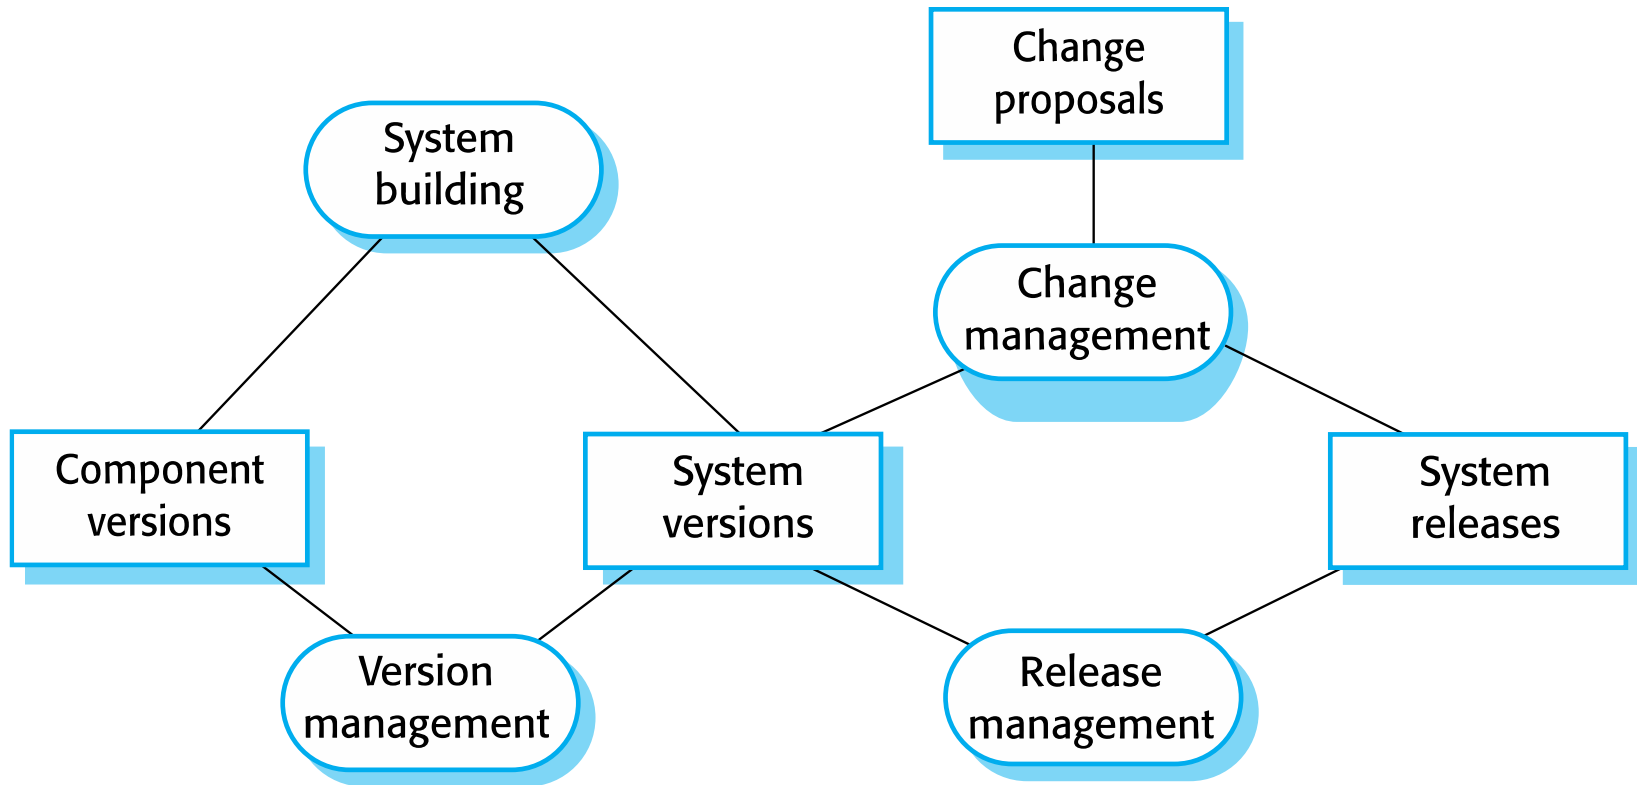 Change
proposals
System
building
Change
management
Component
versions
System
versions
System
releases
Version
management
Release
management